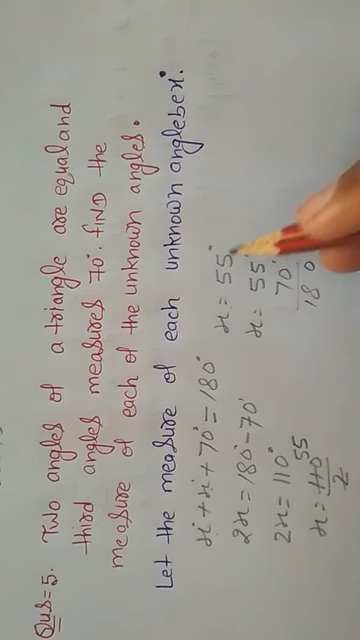 Qus=5. Two angles of a triangle are equal and
third angles measures 70°. FIND the
measure of each of the unknown angles.
Let the measure of each unknown angle be x°.
x + x + 70° = 180°
2x = 180° - 70°
2x = 110°
x = 110 55
2
x = 55°
x = 55°
70°
180